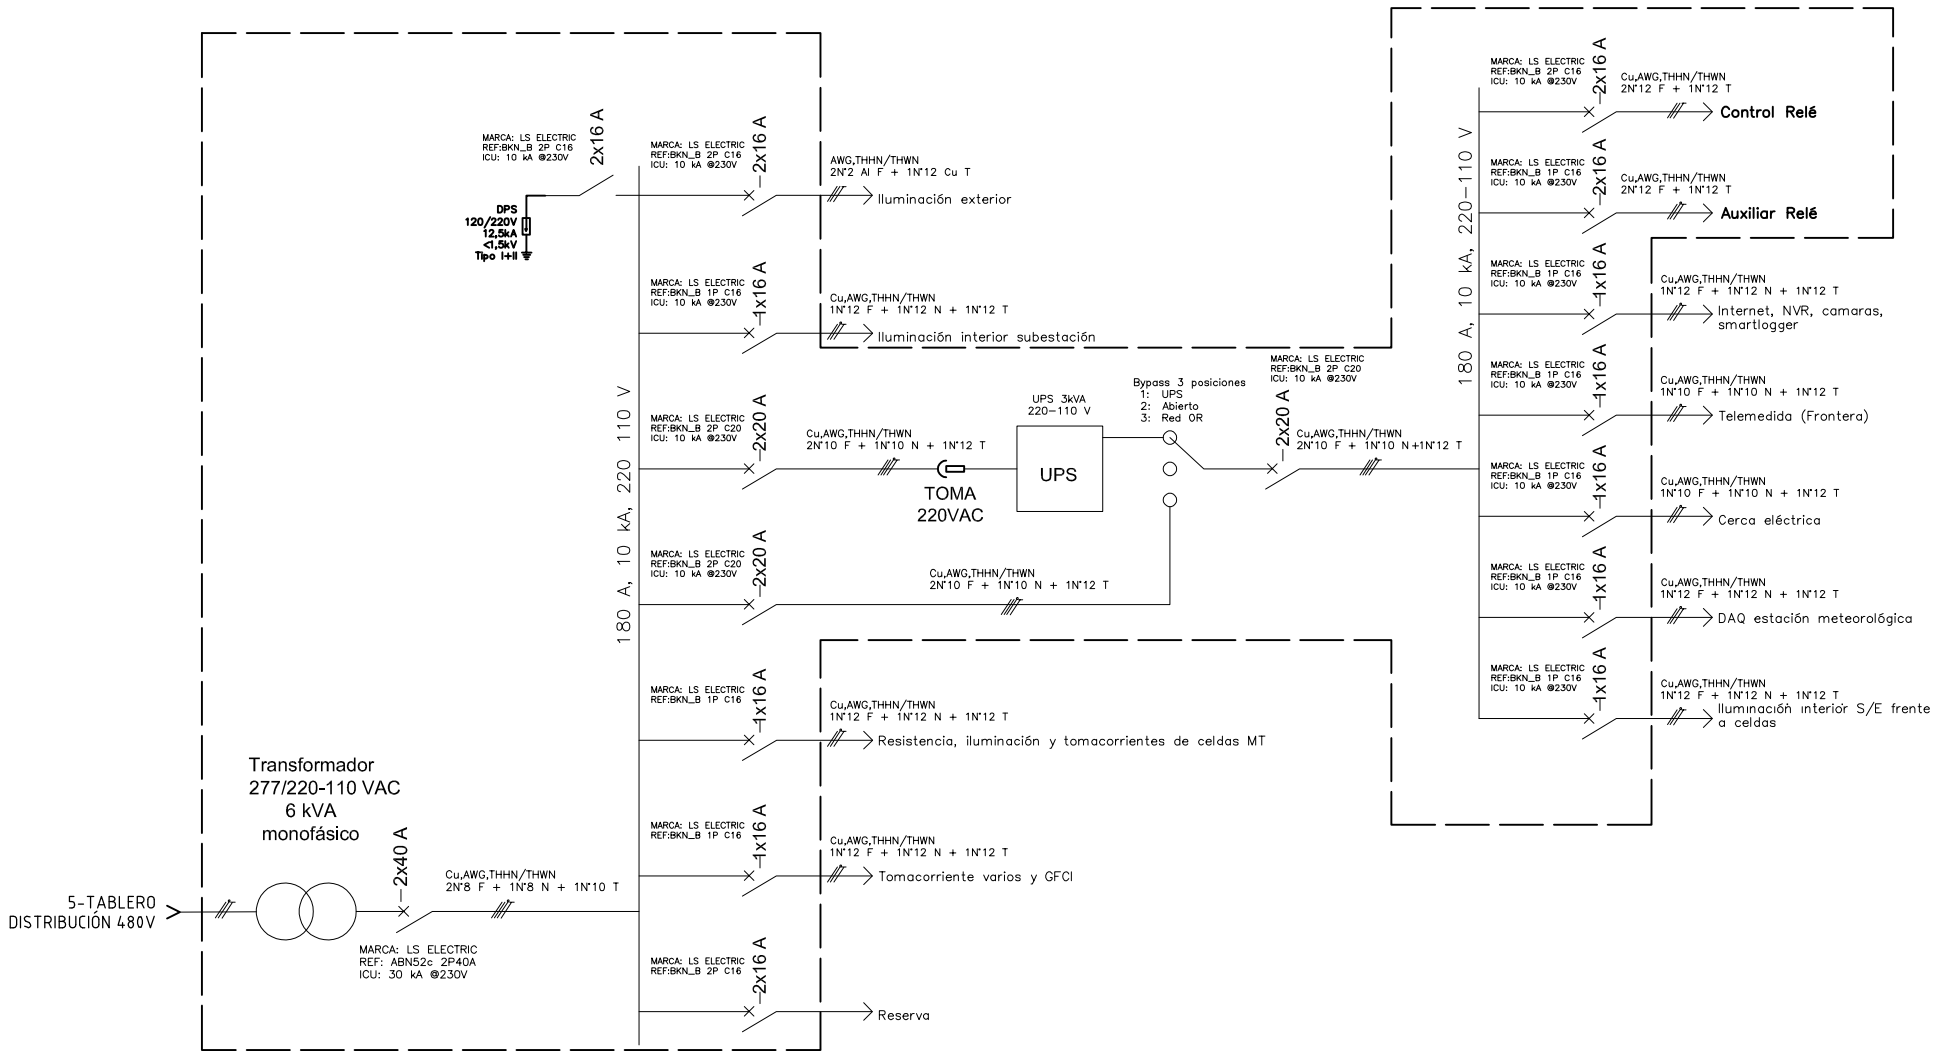 MARCA: LS ELECTRIC
REF:BKN_B 2P C16
ICU: 10 kA @230V
2x16 A
DPS
120/220V
12,5kA
<1,5kV
Tipo I+II
MARCA: LS ELECTRIC
REF:BKN_B 2P C16
ICU: 10 kA @230V
2x16 A
AWG,THHN/THWN
2N°2 Al F + 1N°12 Cu T
Iluminación exterior
MARCA: LS ELECTRIC
REF:BKN_B 1P C16
ICU: 10 kA @230V
1x16 A
Cu,AWG,THHN/THWN
1N°12 F + 1N°12 N + 1N°12 T
Iluminación interior subestación
180 A, 10 kA, 220 110 V
MARCA: LS ELECTRIC
REF:BKN_B 2P C20
ICU: 10 kA @230V
2x20 A
Cu,AWG,THHN/THWN
2N°10 F + 1N°10 N + 1N°12 T
TOMA
220VAC
UPS 3kVA
220-110 V
UPS
Bypass 3 posiciones
1: UPS
2: Abierto
3: Red OR
MARCA: LS ELECTRIC
REF:BKN_B 2P C20
ICU: 10 kA @230V
2x20 A
Cu,AWG,THHN/THWN
2N°10 F + 1N°10 N+1N°12 T
MARCA: LS ELECTRIC
REF:BKN_B 2P C20
ICU: 10 kA @230V
2x20 A
Cu,AWG,THHN/THWN
2N°10 F + 1N°10 N + 1N°12 T
MARCA: LS ELECTRIC
REF:BKN_B 1P C16
1x16 A
Cu,AWG,THHN/THWN
1N°12 F + 1N°12 N + 1N°12 T
Resistencia, iluminación y tomacorrientes de celdas MT
MARCA: LS ELECTRIC
REF:BKN_B 1P C16
1x16 A
Cu,AWG,THHN/THWN
1N°12 F + 1N°12 N + 1N°12 T
Tomacorriente varios y GFCI
MARCA: LS ELECTRIC
REF:BKN_B 2P C16
2x16 A
Reserva
Transformador
277/220-110 VAC
6 kVA
monofásico
5-TABLERO
DISTRIBUCIÓN 480V
2x40 A
MARCA: LS ELECTRIC
REF: ABN52c 2P40A
ICU: 30 kA @230V
Cu,AWG,THHN/THWN
2N°8 F + 1N°8 N + 1N°10 T
180 A, 10 kA, 220-110 V
MARCA: LS ELECTRIC
REF:BKN_B 2P C16
ICU: 10 kA @230V
2x16 A
Cu,AWG,THHN/THWN
2N°12 F + 1N°12 T
Control Relé
MARCA: LS ELECTRIC
REF:BKN_B 1P C16
ICU: 10 kA @230V
2x16 A
Cu,AWG,THHN/THWN
2N°12 F + 1N°12 T
Auxiliar Relé
MARCA: LS ELECTRIC
REF:BKN_B 1P C16
ICU: 10 kA @230V
1x16 A
Cu,AWG,THHN/THWN
1N°12 F + 1N°12 N + 1N°12 T
Internet, NVR, camaras,
smartlogger
MARCA: LS ELECTRIC
REF:BKN_B 1P C16
ICU: 10 kA @230V
1x16 A
Cu,AWG,THHN/THWN
1N°10 F + 1N°10 N + 1N°12 T
Telemedida (Frontera)
MARCA: LS ELECTRIC
REF:BKN_B 1P C16
ICU: 10 kA @230V
1x16 A
Cu,AWG,THHN/THWN
1N°10 F + 1N°10 N + 1N°12 T
Cerca eléctrica
MARCA: LS ELECTRIC
REF:BKN_B 1P C16
ICU: 10 kA @230V
1x16 A
Cu,AWG,THHN/THWN
1N°12 F + 1N°12 N + 1N°12 T
DAQ estación meteorológica
MARCA: LS ELECTRIC
REF:BKN_B 1P C16
ICU: 10 kA @230V
1x16 A
Cu,AWG,THHN/THWN
1N°12 F + 1N°12 N + 1N°12 T
Iluminación interior S/E frente
a celdas